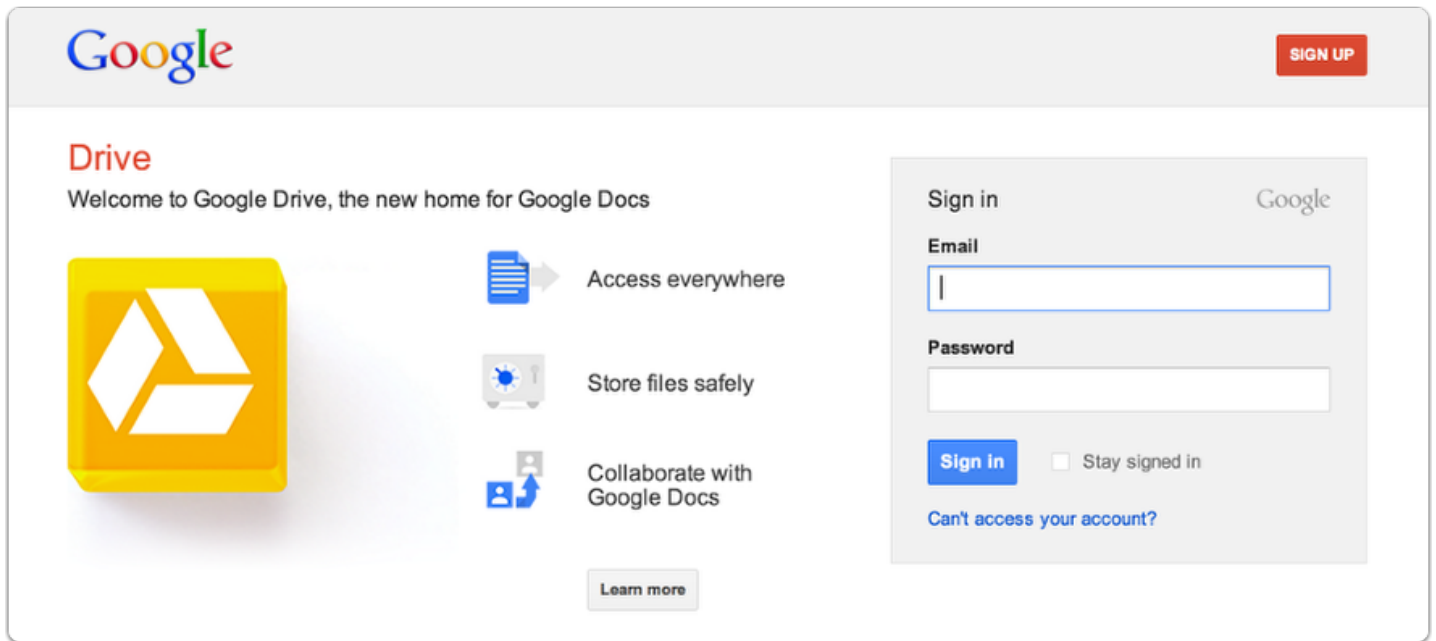 Google
SIGN UP
Drive
Welcome to Google Drive, the new home for Google Docs
Access everywhere
Store files safely
Collaborate with
Google Docs
Learn more
Sign in
Google
Email
Password
Sign in
Stay signed in
Can't access your account?